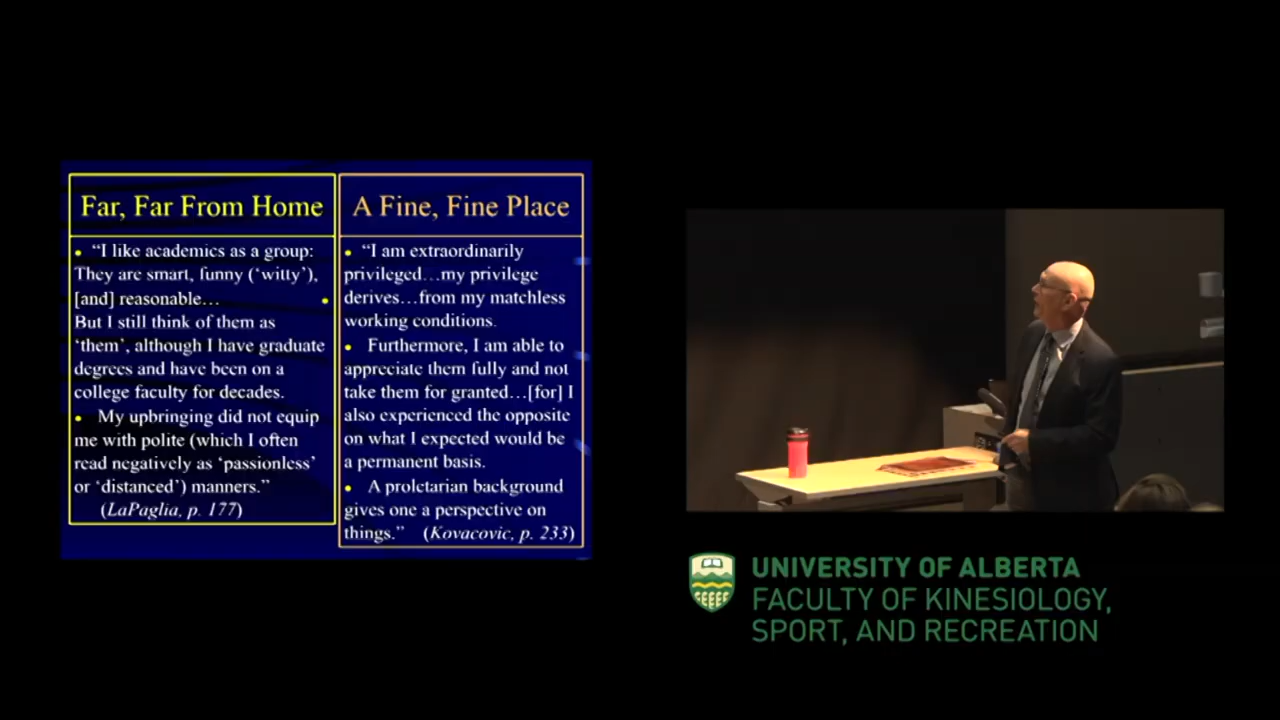 Far, Far From Home
• “I like academics as a group:
They are smart, funny (‘witty’),
[and] reasonable… •
But I still think of them as
‘them’, although I have graduate
degrees and have been on a
college faculty for decades.
• My upbringing did not equip
me with polite (which I often
read negatively as ‘passionless’
or ‘distanced’) manners.”
(LaPaglia, p. 177)
A Fine, Fine Place
• “I am extraordinarily
privileged…my privilege
derives…from my matchless
working conditions.
• Furthermore, I am able to
appreciate them fully and not
take them for granted…[for] I
also experienced the opposite
on what I expected would be
a permanent basis.
• A proletarian background
gives one a perspective on
things.” (Kovacovic, p. 233)
UNIVERSITY OF ALBERTA
FACULTY OF KINESIOLOGY,
SPORT, AND RECREATION